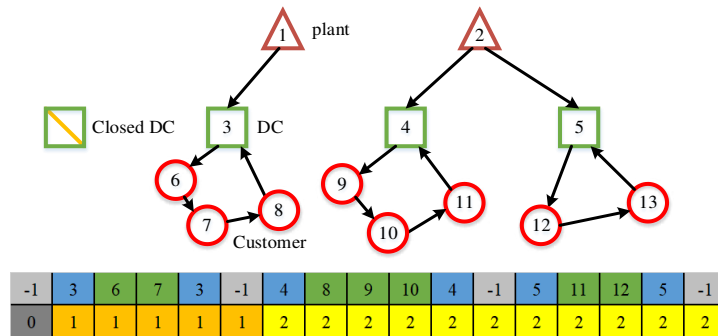 1 plant 2
Closed DC 3 DC 4 5
6 9
7 8 10 11 12 13
Customer
-1 3 6 7 3 -1 4 8 9 10 4 -1 5 11 12 5 -1
0 1 1 1 1 1 2 2 2 2 2 2 2 2 2 2 2